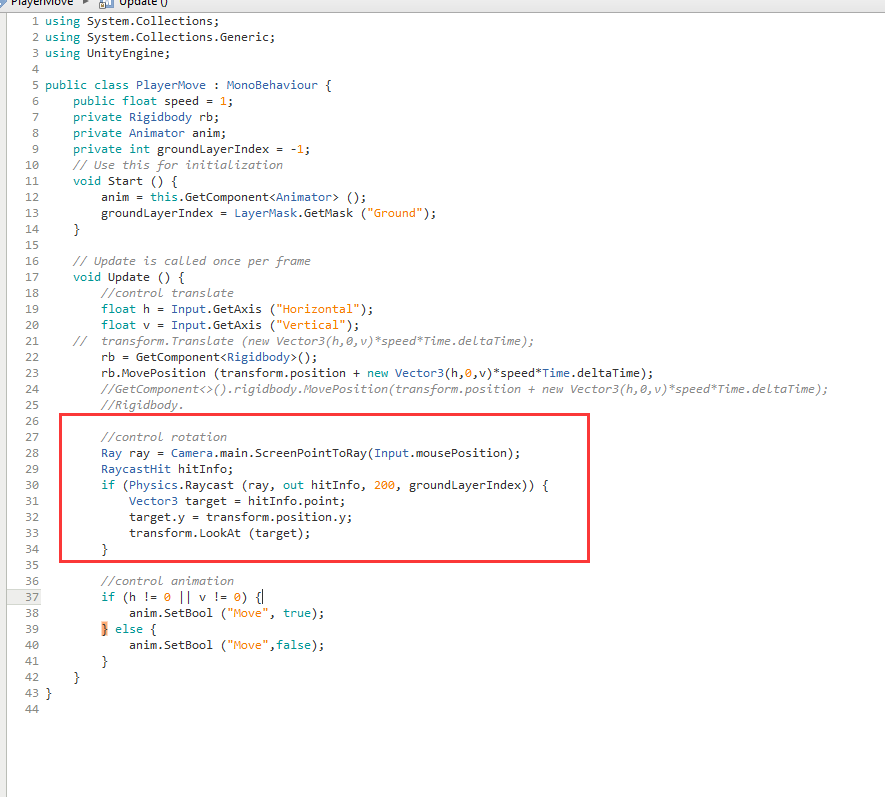 PlayerMove ▸ Update ()
1 using System.Collections;
2 using System.Collections.Generic;
3 using UnityEngine;
4
5 public class PlayerMove : MonoBehaviour {
6     public float speed = 1;
7     private Rigidbody rb;
8     private Animator anim;
9     private int groundLayerIndex = -1;
10     // Use this for initialization
11     void Start () {
12         anim = this.GetComponent<Animator> ();
13         groundLayerIndex = LayerMask.GetMask ("Ground");
14     }
15
16     // Update is called once per frame
17     void Update () {
18         //control translate
19         float h = Input.GetAxis ("Horizontal");
20         float v = Input.GetAxis ("Vertical");
21     //  transform.Translate (new Vector3(h,0,v)*speed*Time.deltaTime);
22         rb = GetComponent<Rigidbody>();
23         rb.MovePosition (transform.position + new Vector3(h,0,v)*speed*Time.deltaTime);
24         //GetComponent<>().rigidbody.MovePosition(transform.position + new Vector3(h,0,v)*speed*Time.deltaTime);
25         //Rigidbody.
26
27         //control rotation
28         Ray ray = Camera.main.ScreenPointToRay(Input.mousePosition);
29         RaycastHit hitInfo;
30         if (Physics.Raycast (ray, out hitInfo, 200, groundLayerIndex)) {
31             Vector3 target = hitInfo.point;
32             target.y = transform.position.y;
33             transform.LookAt (target);
34         }
35
36         //control animation
37         if (h != 0 || v != 0) {
38             anim.SetBool ("Move", true);
39         } else {
40             anim.SetBool ("Move",false);
41         }
42     }
43 }
44